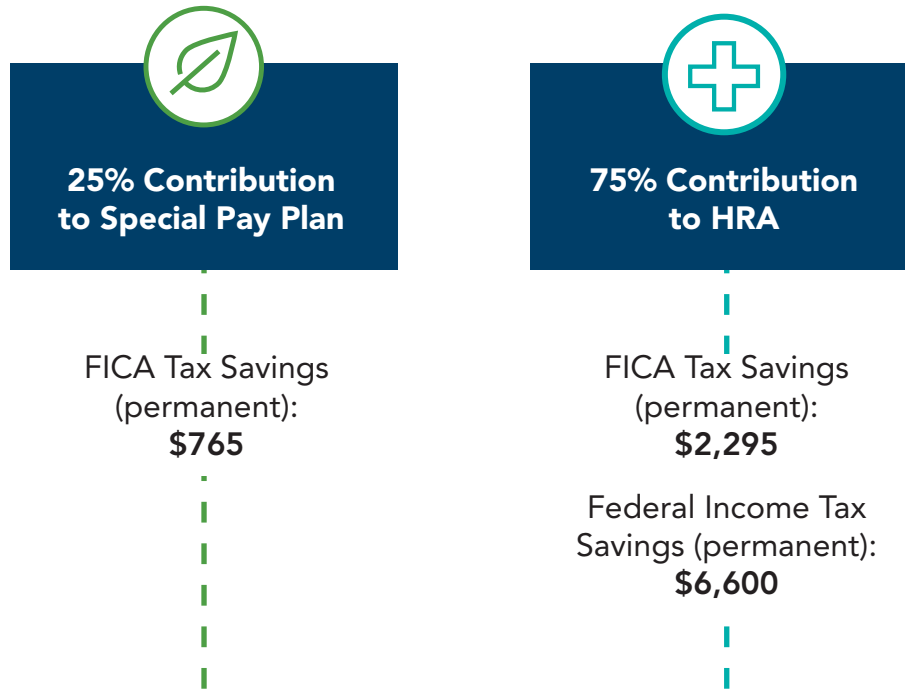 25% Contribution
to Special Pay Plan
FICA Tax Savings
(permanent):
$765
75% Contribution
to HRA
FICA Tax Savings
(permanent):
$2,295
Federal Income Tax
Savings (permanent):
$6,600